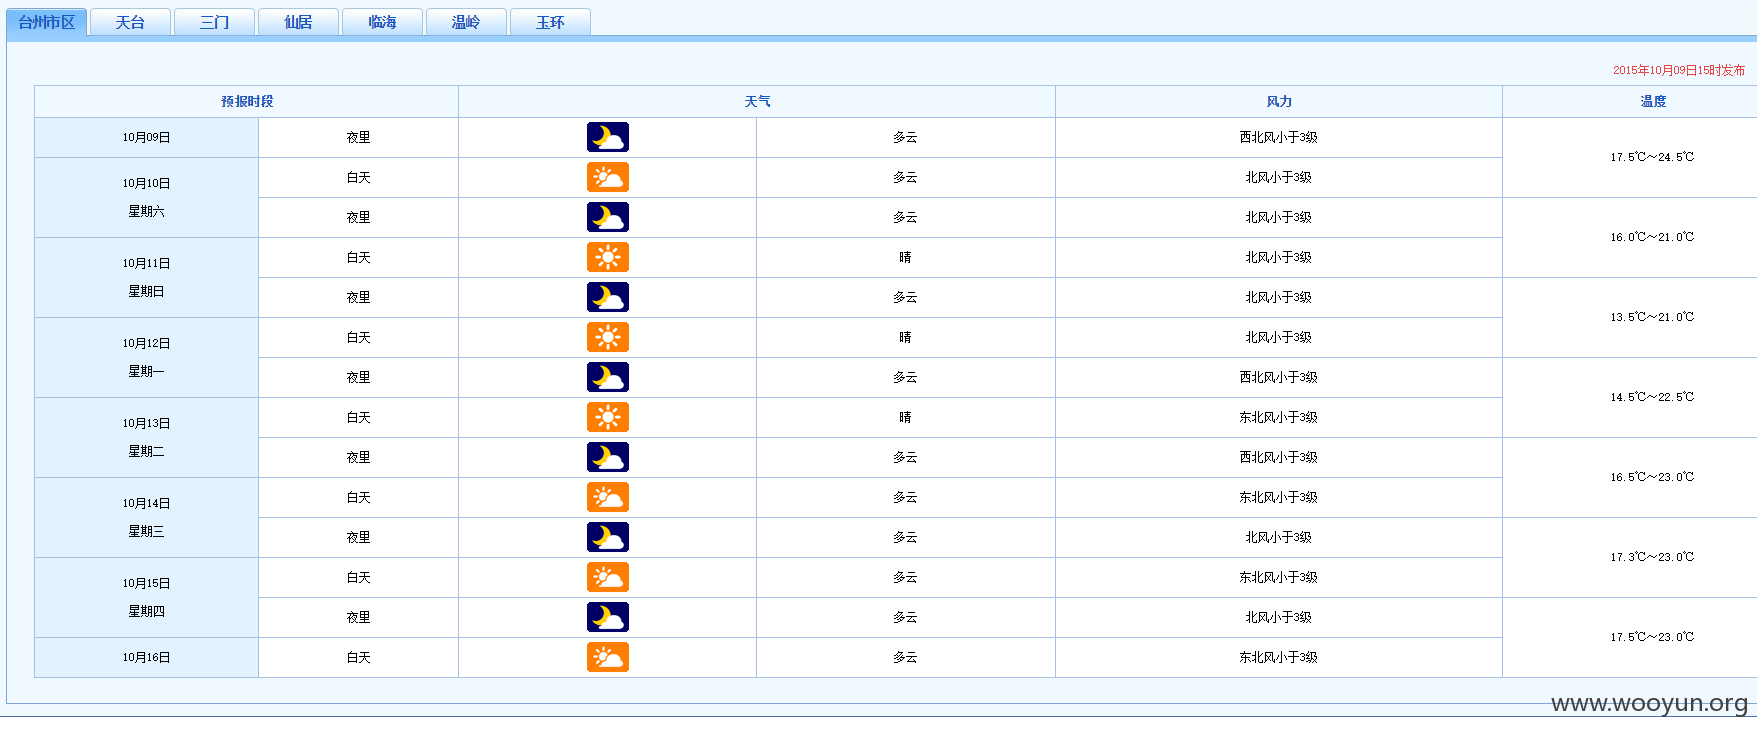 台州市区 天台 三门 仙居 临海 温岭 玉环
2015年10月09日15时发布
预报时段 天气 风力 温度
10月09日 夜里 多云 西北风小于3级
17.5℃～24.5℃
10月10日 白天 多云 北风小于3级
星期六 夜里 多云 北风小于3级
16.0℃～21.0℃
10月11日 白天 晴 北风小于3级
星期日 夜里 多云 北风小于3级
13.5℃～21.0℃
10月12日 白天 晴 北风小于3级
星期一 夜里 多云 西北风小于3级
14.5℃～22.5℃
10月13日 白天 晴 东北风小于3级
星期二 夜里 多云 西北风小于3级
16.5℃～23.0℃
10月14日 白天 多云 东北风小于3级
星期三 夜里 多云 北风小于3级
17.3℃～23.0℃
10月15日 白天 多云 东北风小于3级
星期四 夜里 多云 北风小于3级
17.5℃～23.0℃
10月16日 白天 多云 东北风小于3级
www.wooyun.org